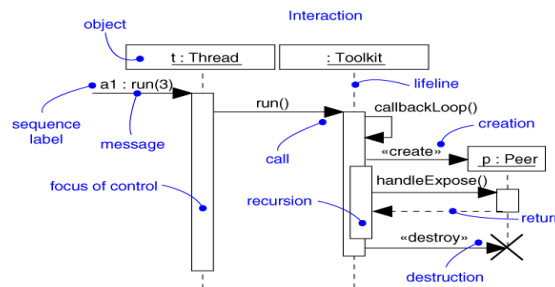 Interaction
object
t : Thread
: Toolkit
a1 : run(3)
lifeline
run()
callbackLoop()
sequence
label
message
call
creation
«create»
p : Peer
focus of control
handleExpose()
recursion
return
«destroy»
destruction